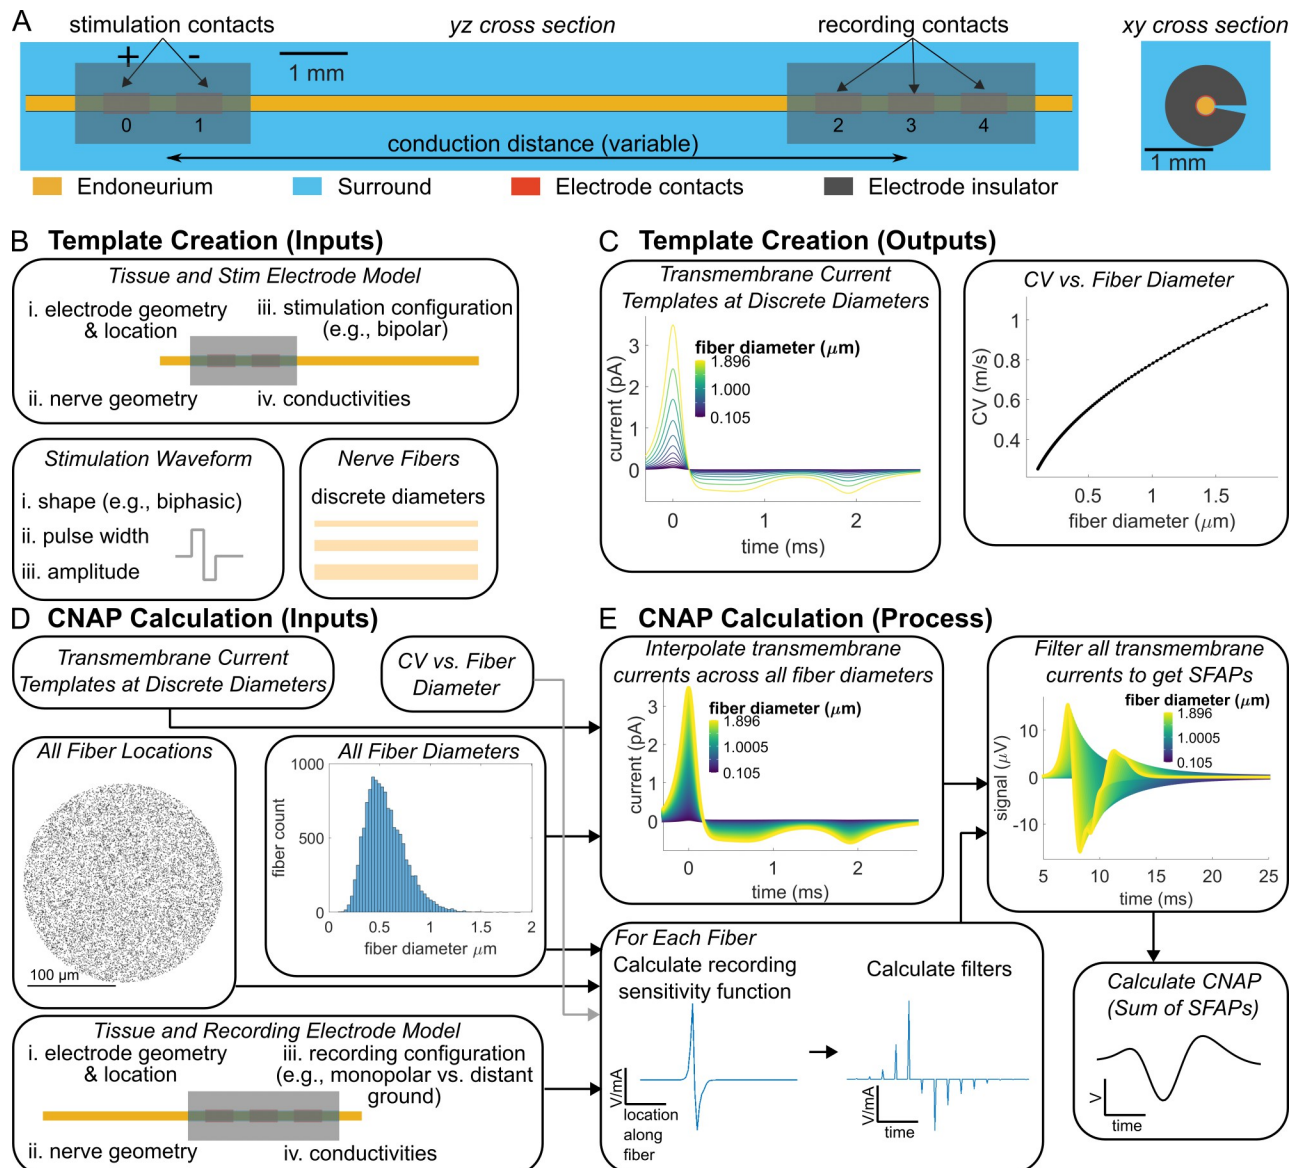 A
stimulation contacts
yz cross section
recording contacts
xy cross section
+
-
1 mm
0
1
2
3
4
conduction distance (variable)
1 mm
Endoneurium
Surround
Electrode contacts
Electrode insulator
B Template Creation (Inputs)
Tissue and Stim Electrode Model
i. electrode geometry
& location
iii. stimulation configuration
(e.g., bipolar)
ii. nerve geometry
iv. conductivities
Stimulation Waveform
i. shape (e.g., biphasic)
ii. pulse width
iii. amplitude
Nerve Fibers
discrete diameters
C Template Creation (Outputs)
Transmembrane Current
Templates at Discrete Diameters
fiber diameter (μm)
1.896
1.000
0.105
current (pA)
3
2
1
0
0
1
2
time (ms)
CV vs. Fiber Diameter
CV (m/s)
1
0.8
0.6
0.4
0.5
1
1.5
fiber diameter (μm)
D CNAP Calculation (Inputs)
Transmembrane Current
Templates at Discrete Diameters
CV vs. Fiber
Diameter
All Fiber Locations
100 μm
All Fiber Diameters
fiber count
1000
500
0
0
0.5
1
1.5
2
fiber diameter μm
Tissue and Recording Electrode Model
i. electrode geometry
& location
iii. recording configuration
(e.g., monopolar vs. distant
ground)
ii. nerve geometry
iv. conductivities
E CNAP Calculation (Process)
Interpolate transmembrane
currents across all fiber diameters
fiber diameter (μm)
1.896
1.0005
0.105
current (pA)
3
2
1
0
0
1
2
time (ms)
Filter all transmembrane
currents to get SFAPs
fiber diameter (μm)
1.896
1.0005
0.105
signal (μV)
10
0
-10
5
10
15
20
25
time (ms)
For Each Fiber
Calculate recording
sensitivity function
V/mA
location
along
fiber
Calculate filters
V/mA
time
Calculate CNAP
(Sum of SFAPs)
V
time